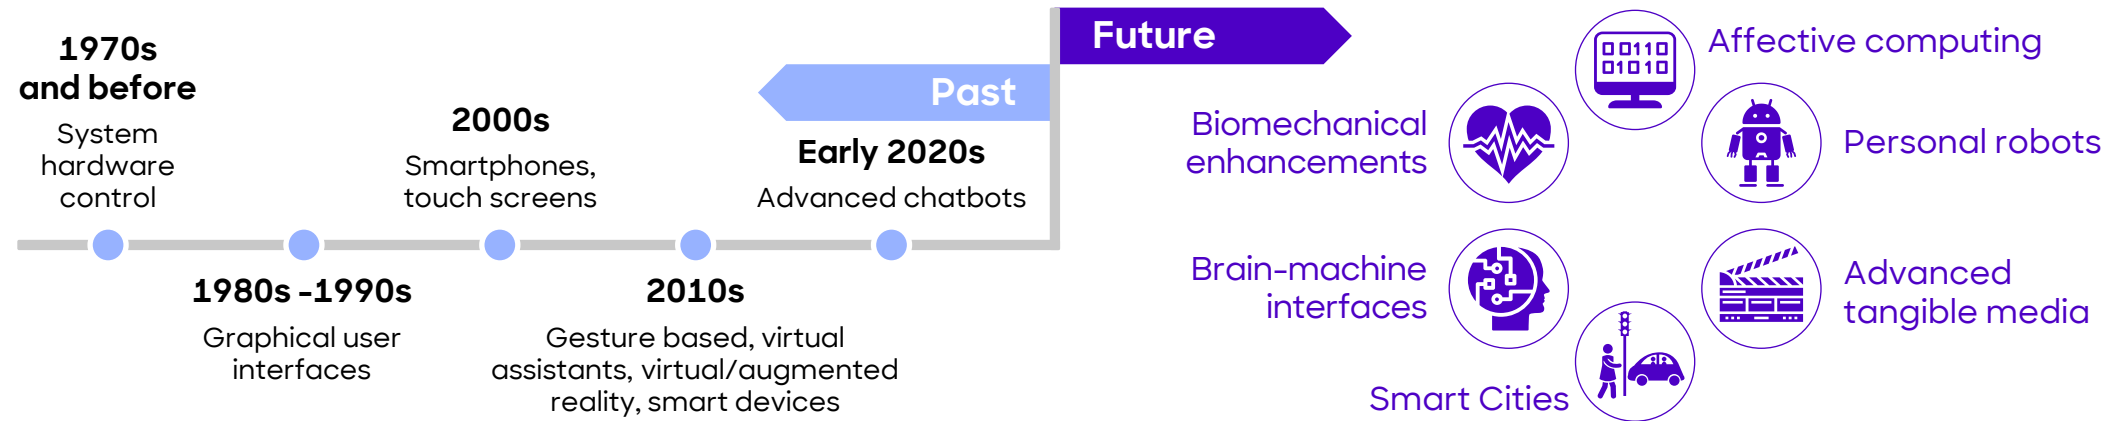 1970s
and before
System
hardware
control
1980s -1990s
Graphical user
interfaces
2000s
Smartphones,
touch screens
2010s
Gesture based, virtual
assistants, virtual/augmented
reality, smart devices
Past
Early 2020s
Advanced chatbots
Future
Affective computing
00110
01010
Personal robots
Advanced
tangible media
Smart Cities
Brain-machine
interfaces
Biomechanical
enhancements